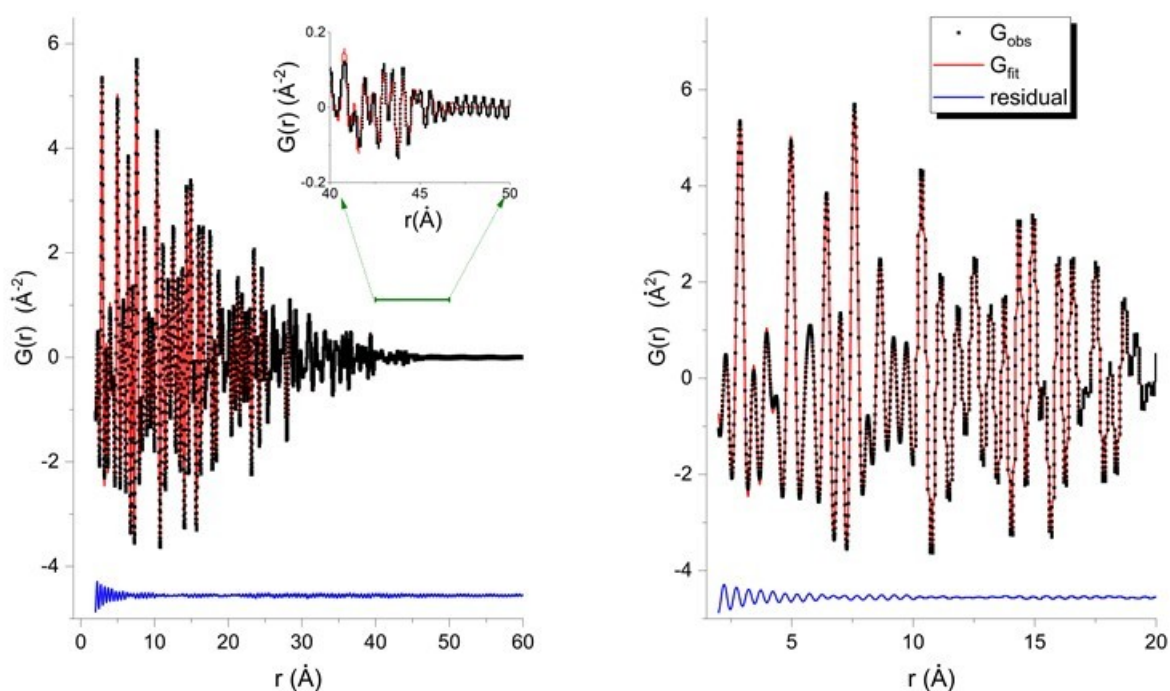 6
4
2
0
-2
-4
G(r) (Å⁻²)
0 10 20 30 40 50 60
r (Å)
0.2
0
-0.2
G(r) (Å⁻²)
40 45 50
r(Å)
6
4
2
0
-2
-4
G(r) (Å²)
5 10 15 20
r (Å)
G_obs
G_fit
residual